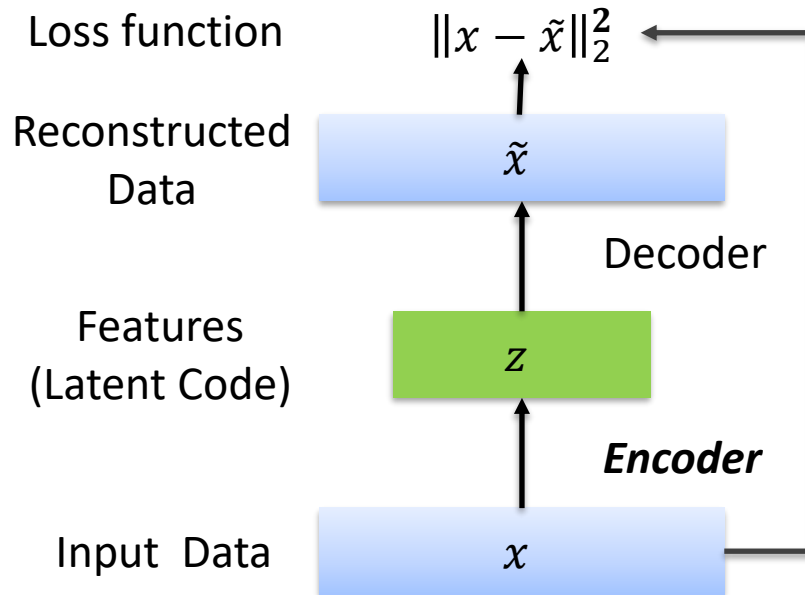 Loss function
‖x − x̃‖₂²
Reconstructed
Data
x̃
Decoder
Features
(Latent Code)
z
Encoder
Input Data
x